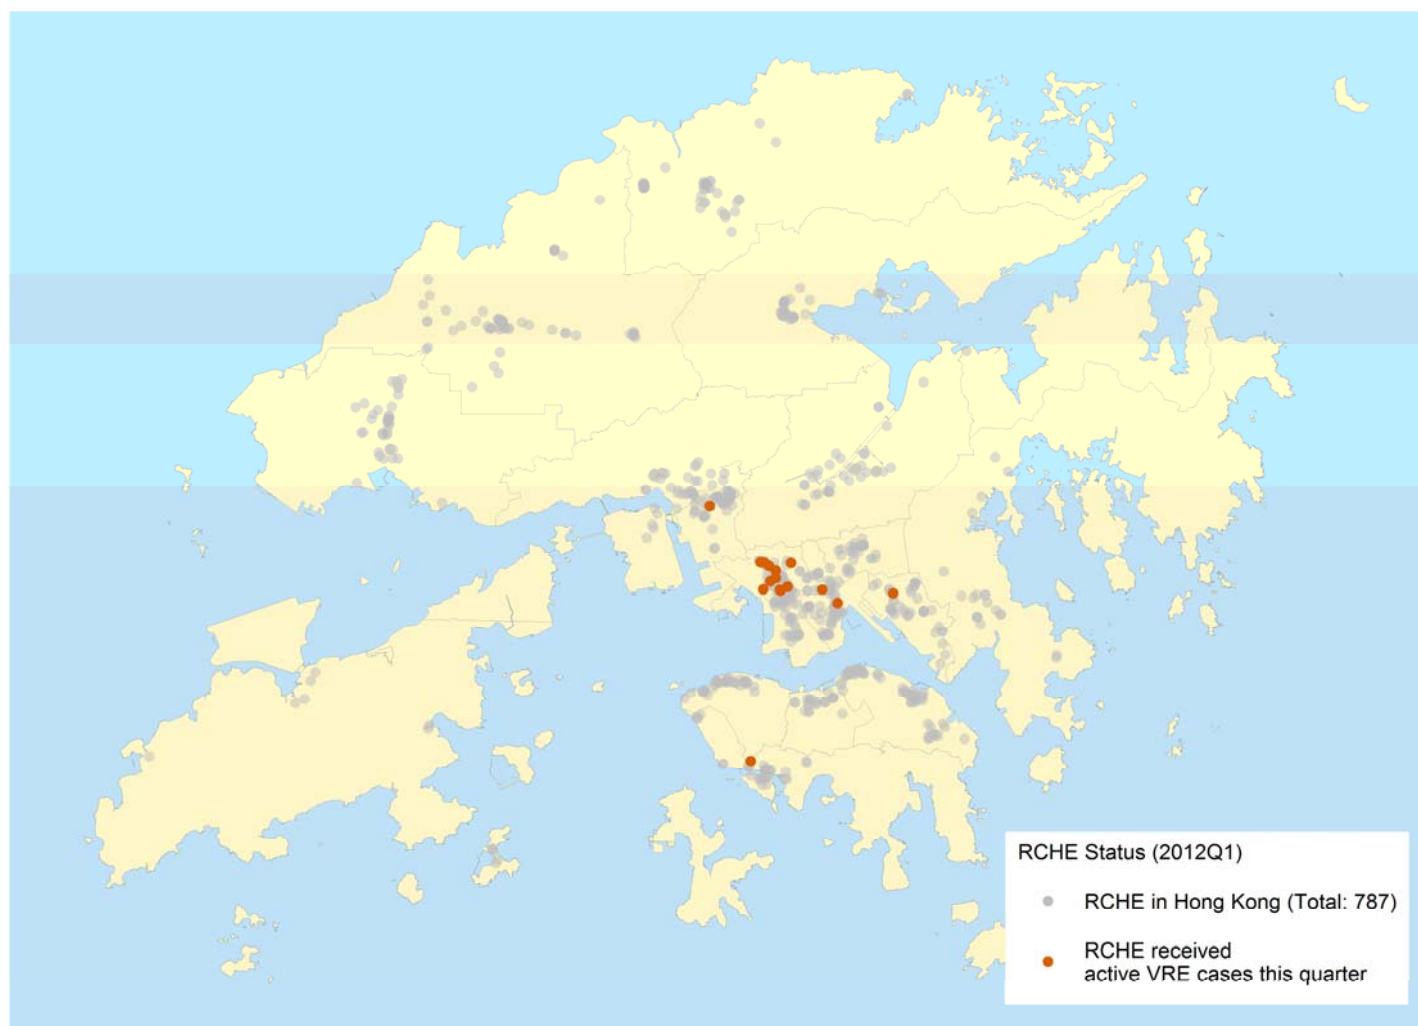 RCHE Status (2012Q1)
RCHE in Hong Kong (Total: 787)
RCHE received
active VRE cases this quarter